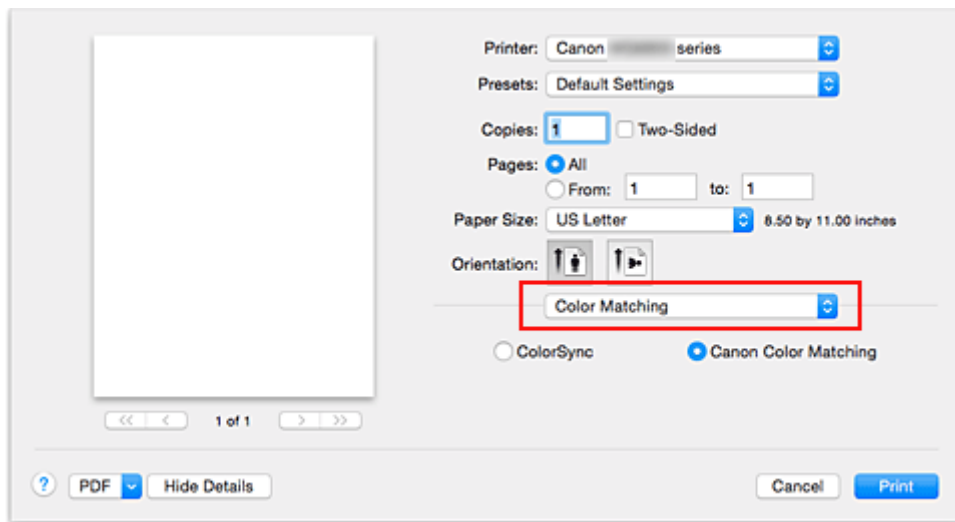 Printer: Canon series
Presets: Default Settings
Copies: 1 Two-Sided
Pages: All
From: 1 to: 1
Paper Size: US Letter 8.50 by 11.00 inches
Orientation:
Color Matching
ColorSync Canon Color Matching
<< < 1 of 1 > >>
? PDF Hide Details Cancel Print